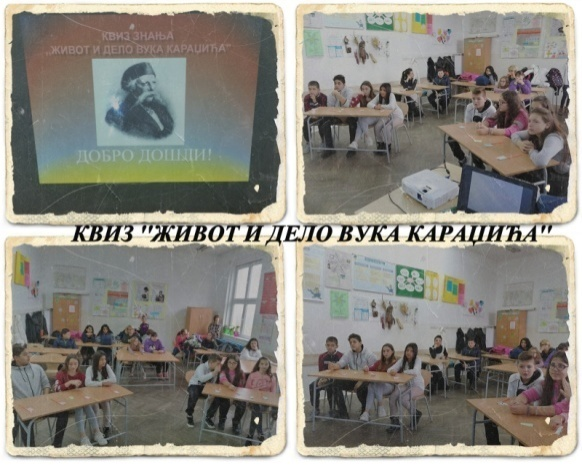 КВИЗ ЗНАЊА
„ЖИВОТ И ДЕЛО ВУКА КАРАЏИЋА“
ДОБРО ДОШЛИ!
КВИЗ "ЖИВОТ И ДЕЛО ВУКА КАРАЏИЋА"